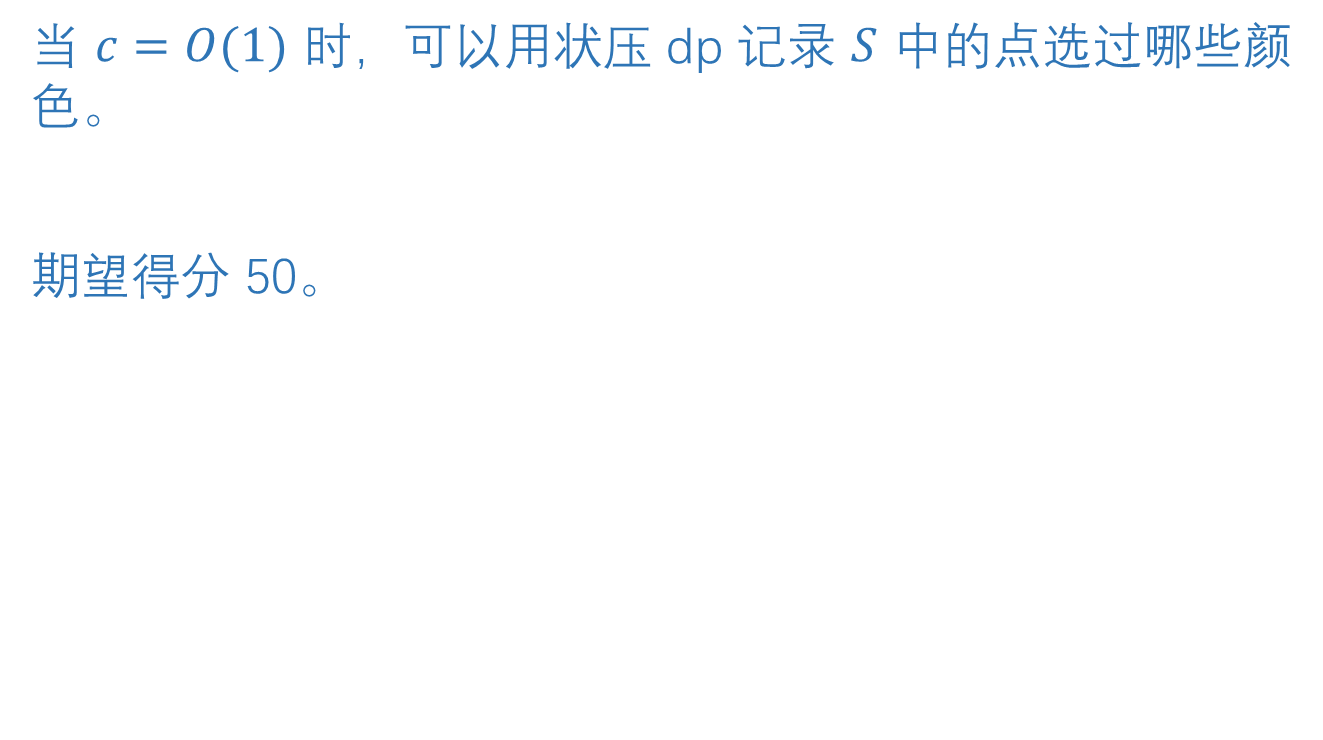 当 c = O(1) 时，可以用状压 dp 记录 S 中的点选过哪些颜
色。
期望得分 50。